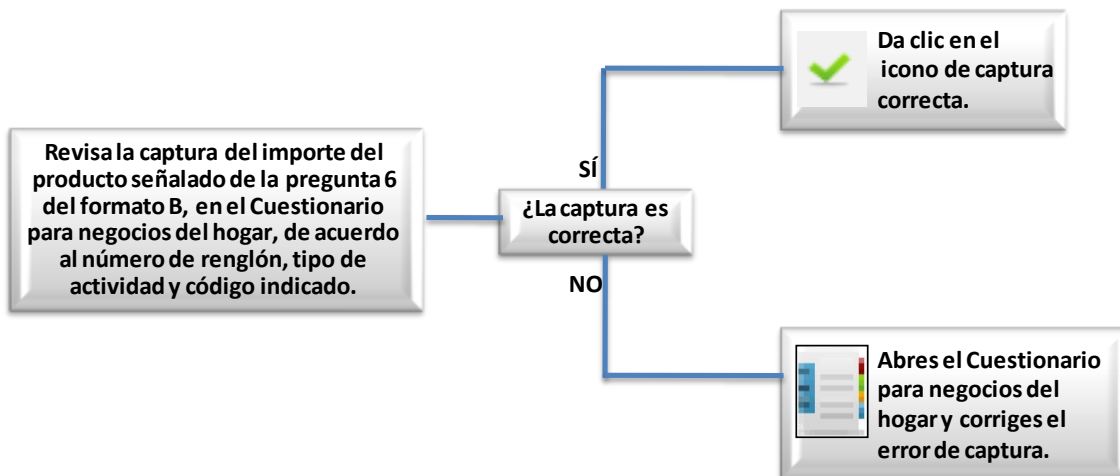 Revisa la captura del importe del
producto señalado de la pregunta 6
del formato B, en el Cuestionario
para negocios del hogar, de acuerdo
al número de renglón, tipo de
actividad y código indicado.
¿La captura es
correcta?
SÍ
Da clic en el
icono de captura
correcta.
NO
Abres el Cuestionario
para negocios del
hogar y corriges el
error de captura.